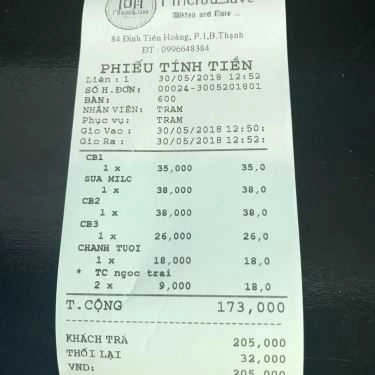 Milktea and More ...
84 Đinh Tiên Hoàng, P.1,B.Thạnh
ĐT : 0996648384
PHIẾU TÍNH TIỀN
Liên : 1 30/05/2018 12:52
SỐ H.ĐƠN: 00024-3005201801
BÀN: 600
NHÂN VIÊN: TRAM
Phục vụ: TRAM
Giờ Vào : 30/05/2018 12:50:
Giờ Ra : 30/05/2018 12:52:
CB1
1 x 35,000 35,0
SUA MILC
1 x 38,000 38,0
CB2
1 x 38,000 38,0
CB3
1 x 26,000 26,0
CHANH TUOI
1 x 18,000 18,0
* TC ngoc trai
2 x 9,000 18,0
T.CỘNG 173,000
KHÁCH TRẢ 205,000
THỐI LẠI 32,000
VND: 205,000